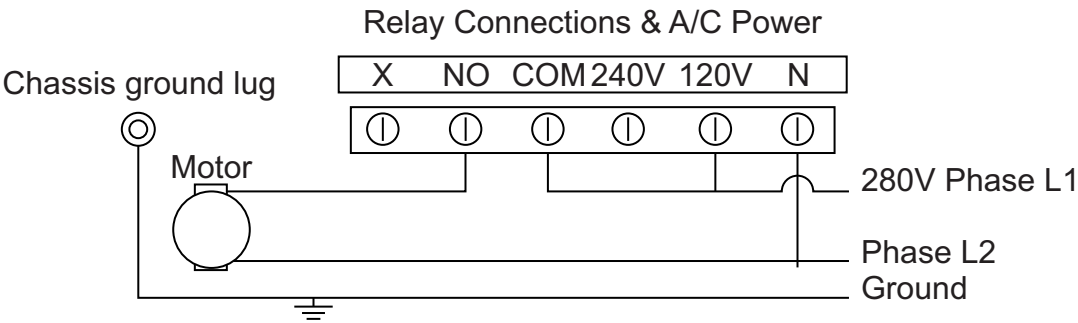 Relay Connections & A/C Power
X NO COM 240V 120V N
Chassis ground lug
Motor
280V Phase L1
Phase L2
Ground